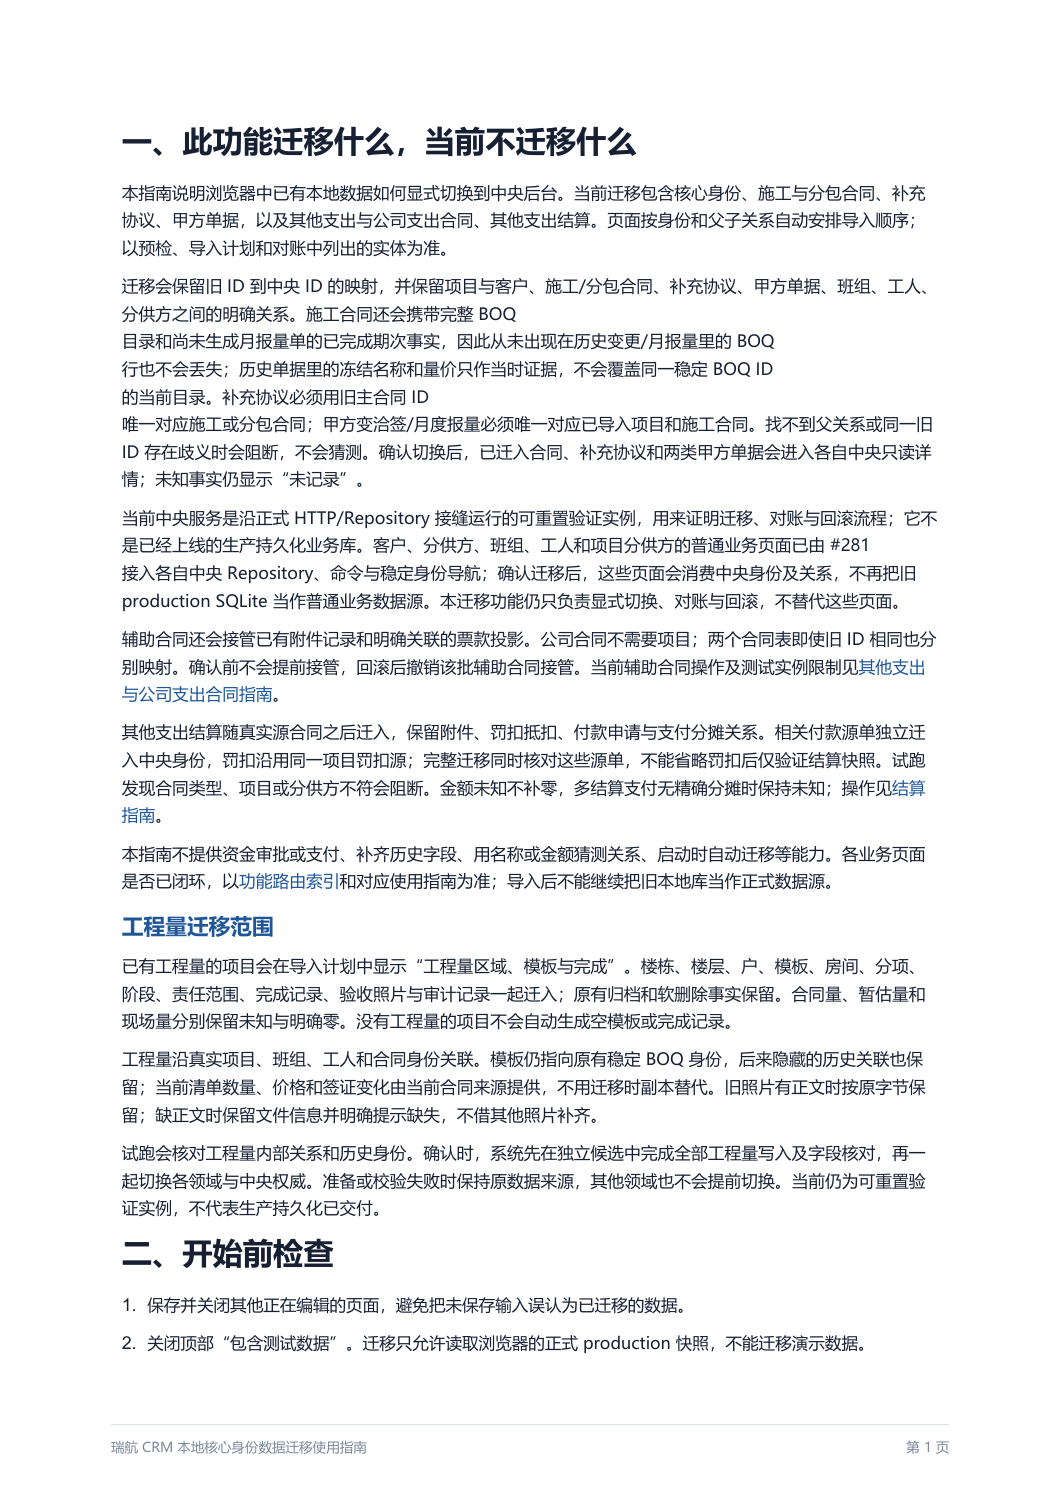 一、此功能迁移什么，当前不迁移什么
本指南说明浏览器中已有本地数据如何显式切换到中央后台。当前迁移包含核心身份、施工与分包合同、补充
协议、甲方单据，以及其他支出与公司支出合同、其他支出结算。页面按身份和父子关系自动安排导入顺序；
以预检、导入计划和对账中列出的实体为准。
迁移会保留旧 ID 到中央 ID 的映射，并保留项目与客户、施工/分包合同、补充协议、甲方单据、班组、工人、
分供方之间的明确关系。施工合同还会携带完整 BOQ
目录和尚未生成月报量单的已完成期次事实，因此从未出现在历史变更/月报量里的 BOQ
行也不会丢失；历史单据里的冻结名称和量价只作当时证据，不会覆盖同一稳定 BOQ ID
的当前目录。补充协议必须用旧主合同 ID
唯一对应施工或分包合同；甲方变洽签/月度报量必须唯一对应已导入项目和施工合同。找不到父关系或同一旧
ID 存在歧义时会阻断，不会猜测。确认切换后，已迁入合同、补充协议和两类甲方单据会进入各自中央只读详
情；未知事实仍显示“未记录”。
当前中央服务是沿正式 HTTP/Repository 接缝运行的可重置验证实例，用来证明迁移、对账与回滚流程；它不
是已经上线的生产持久化业务库。客户、分供方、班组、工人和项目分供方的普通业务页面已由 #281
接入各自中央 Repository、命令与稳定身份导航；确认迁移后，这些页面会消费中央身份及关系，不再把旧
production SQLite 当作普通业务数据源。本迁移功能仍只负责显式切换、对账与回滚，不替代这些页面。
辅助合同还会接管已有附件记录和明确关联的票款投影。公司合同不需要项目；两个合同表即使旧 ID 相同也分
别映射。确认前不会提前接管，回滚后撤销该批辅助合同接管。当前辅助合同操作及测试实例限制见其他支出
与公司支出合同指南。
其他支出结算随真实源合同之后迁入，保留附件、罚扣抵扣、付款申请与支付分摊关系。相关付款源单独立迁
入中央身份，罚扣沿用同一项目罚扣源；完整迁移同时核对这些源单，不能省略罚扣后仅验证结算快照。试跑
发现合同类型、项目或分供方不符会阻断。金额未知不补零，多结算支付无精确分摊时保持未知；操作见结算
指南。
本指南不提供资金审批或支付、补齐历史字段、用名称或金额猜测关系、启动时自动迁移等能力。各业务页面
是否已闭环，以功能路由索引和对应使用指南为准；导入后不能继续把旧本地库当作正式数据源。
工程量迁移范围
已有工程量的项目会在导入计划中显示“工程量区域、模板与完成”。楼栋、楼层、户、模板、房间、分项、
阶段、责任范围、完成记录、验收照片与审计记录一起迁入；原有归档和软删除事实保留。合同量、暂估量和
现场量分别保留未知与明确零。没有工程量的项目不会自动生成空模板或完成记录。
工程量沿真实项目、班组、工人和合同身份关联。模板仍指向原有稳定 BOQ 身份，后来隐藏的历史关联也保
留；当前清单数量、价格和签证变化由当前合同来源提供，不用迁移时副本替代。旧照片有正文时按原字节保
留；缺正文时保留文件信息并明确提示缺失，不借其他照片补齐。
试跑会核对工程量内部关系和历史身份。确认时，系统先在独立候选中完成全部工程量写入及字段核对，再一
起切换各领域与中央权威。准备或校验失败时保持原数据来源，其他领域也不会提前切换。当前仍为可重置验
证实例，不代表生产持久化已交付。
二、开始前检查
1. 保存并关闭其他正在编辑的页面，避免把未保存输入误认为已迁移的数据。
2. 关闭顶部“包含测试数据”。迁移只允许读取浏览器的正式 production 快照，不能迁移演示数据。
瑞航 CRM 本地核心身份数据迁移使用指南
第 1 页